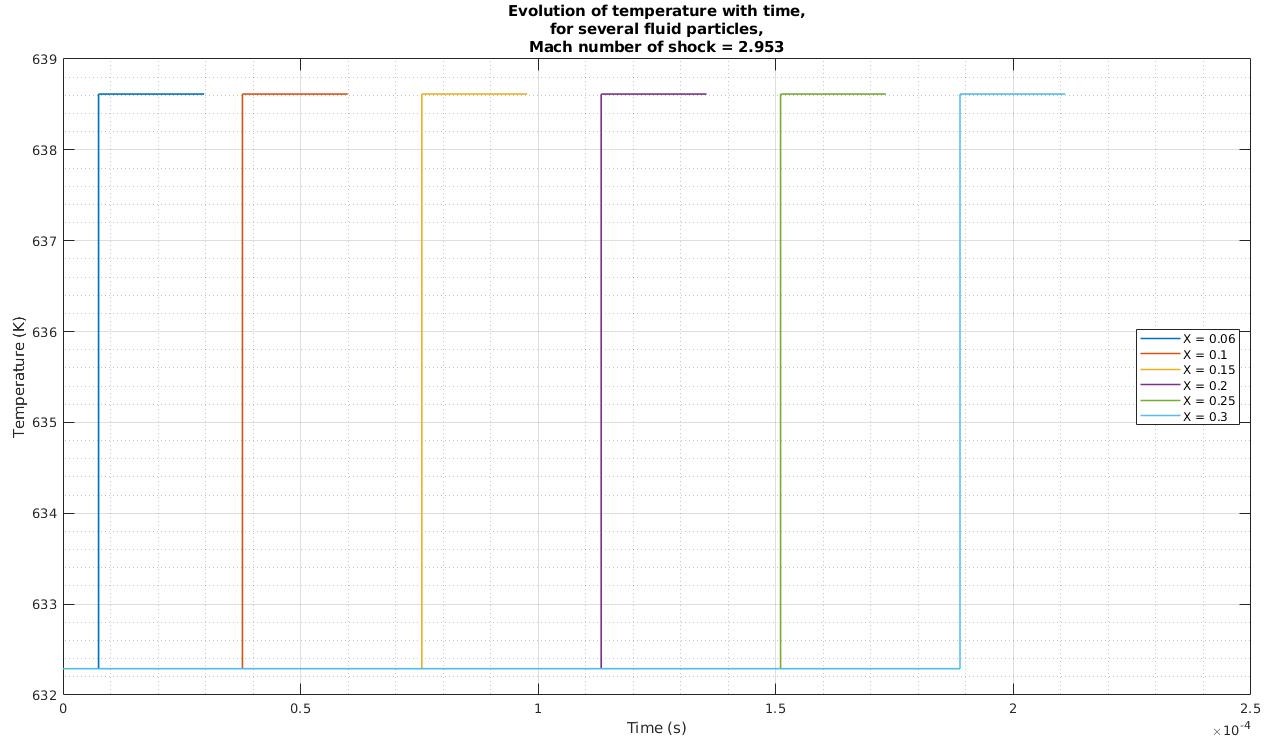 Evolution of temperature with time,
for several fluid particles,
Mach number of shock = 2.953
639
638
637
636
635
634
633
632
Temperature (K)
X = 0.06
X = 0.1
X = 0.15
X = 0.2
X = 0.25
X = 0.3
0 0.5 1 1.5 2 2.5
Time (s)
×10⁻⁴